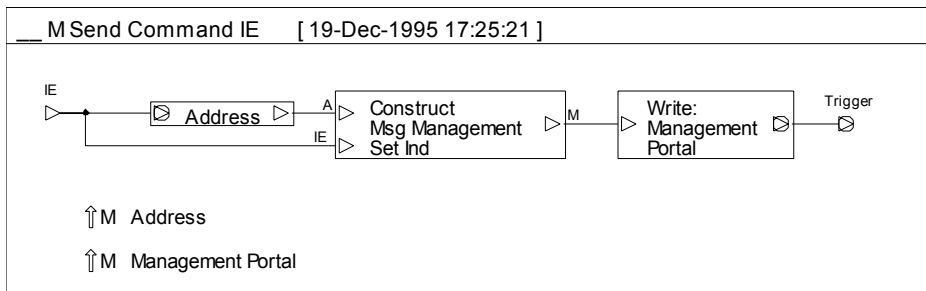 __ M Send Command IE [ 19-Dec-1995 17:25:21 ]
IE
Address
A
IE
Construct
Msg Management
Set Ind
M
Write:
Management
Portal
Trigger
⇑M Address
⇑M Management Portal